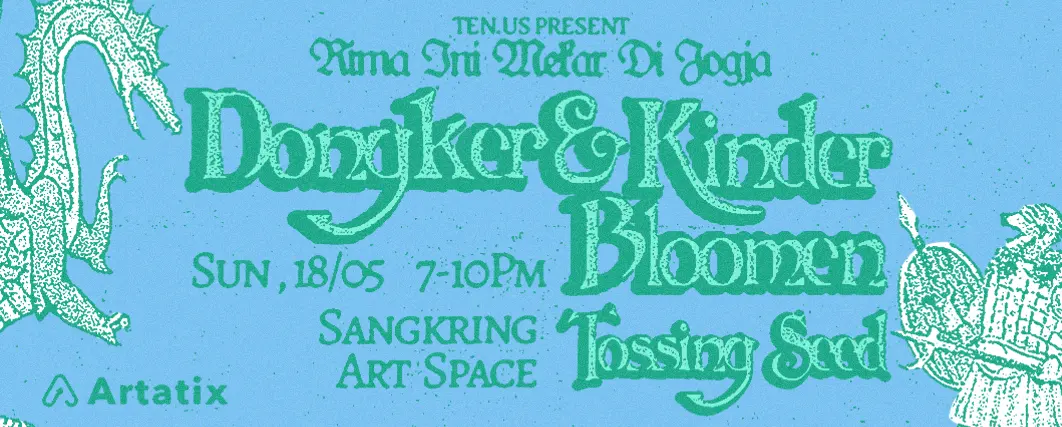 TEN.US PRESENT
Ritma Ini Mekar Di Jogja
Dongker & Kinder
Bloomen
Tossing Seed
SUN, 18/05 7-10PM
SANGKRING
ART SPACE
Artatix